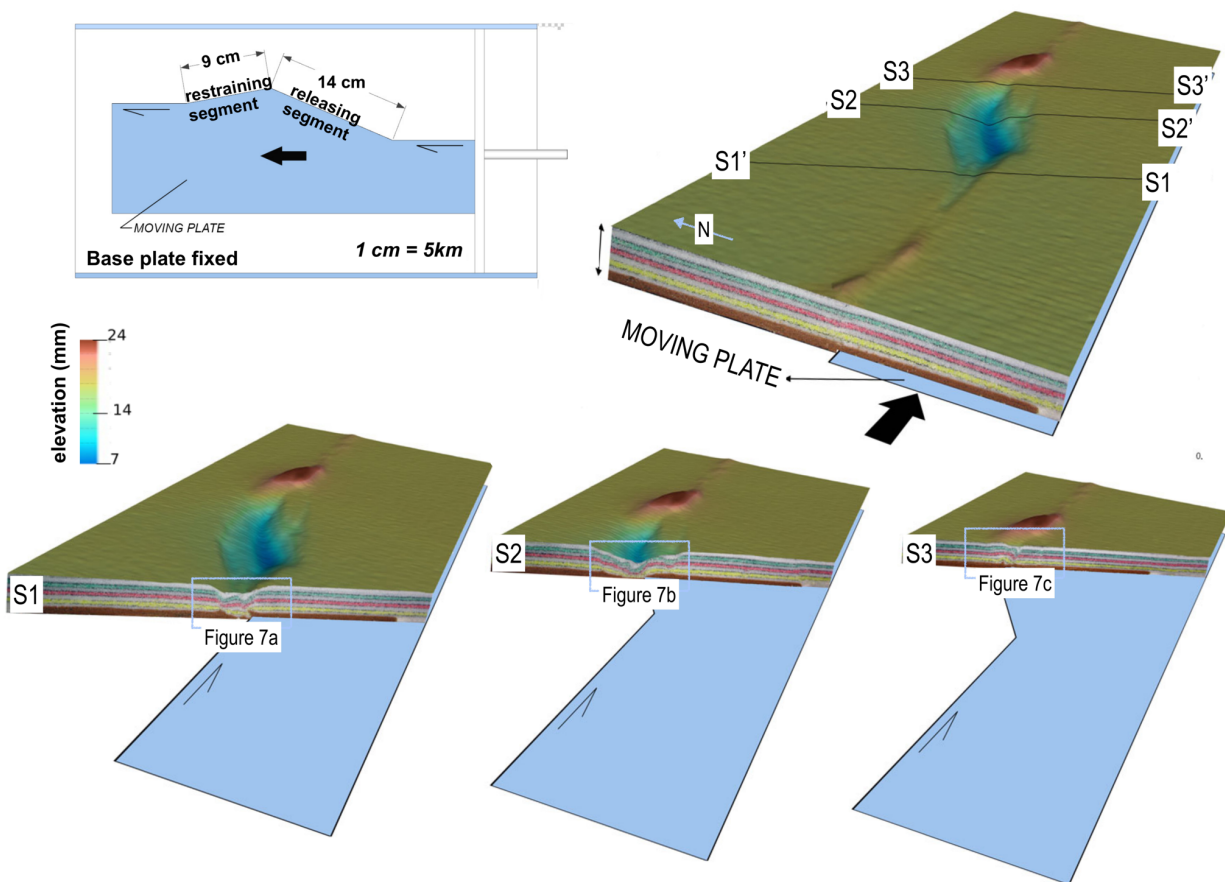 9 cm
14 cm
restraining
segment
releasing
segment
MOVING PLATE
Base plate fixed
1 cm = 5km
S3
S3'
S2
S2'
S1'
S1
N
MOVING PLATE
elevation (mm)
24
14
7
0.
S1
Figure 7a
S2
Figure 7b
S3
Figure 7c